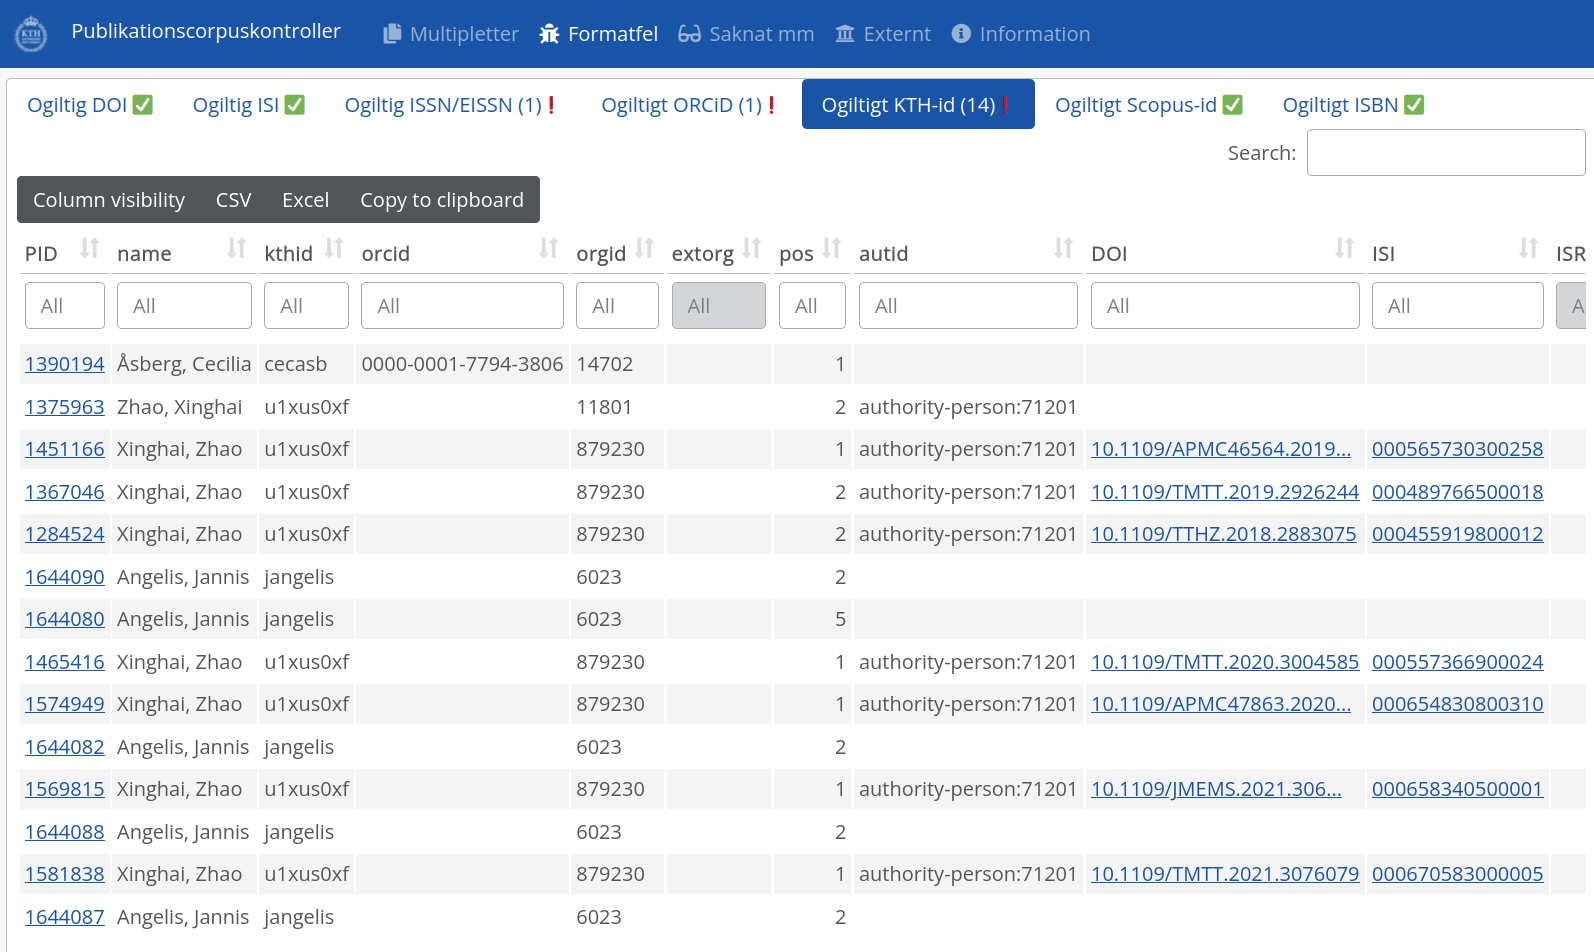 KTH Publikationscorpuskontroller Multipletter Formatfel Saknat mm Externt Information
Ogiltig DOI ✅ Ogiltig ISI ✅ Ogiltig ISSN/EISSN (1) ❗ Ogiltigt ORCiD (1) ❗ Ogiltigt KTH-id (14) ❗ Ogiltigt Scopus-id ✅ Ogiltigt ISBN ✅
Search:
Column visibility CSV Excel Copy to clipboard
PID name kthid orcid orgid extorg pos autid DOI ISI ISR
All All All All All All All All All All A
1390194 Åsberg, Cecilia cecasb 0000-0001-7794-3806 14702 1
1375963 Zhao, Xinghai u1xus0xf 11801 2 authority-person:71201
1451166 Xinghai, Zhao u1xus0xf 879230 1 authority-person:71201 10.1109/APMC46564.2019... 000565730300258
1367046 Xinghai, Zhao u1xus0xf 879230 2 authority-person:71201 10.1109/TMTT.2019.2926244 000489766500018
1284524 Xinghai, Zhao u1xus0xf 879230 2 authority-person:71201 10.1109/TTHZ.2018.2883075 000455919800012
1644090 Angelis, Jannis jangelis 6023 2
1644080 Angelis, Jannis jangelis 6023 5
1465416 Xinghai, Zhao u1xus0xf 879230 1 authority-person:71201 10.1109/TMTT.2020.3004585 000557366900024
1574949 Xinghai, Zhao u1xus0xf 879230 1 authority-person:71201 10.1109/APMC47863.2020... 000654830800310
1644082 Angelis, Jannis jangelis 6023 2
1569815 Xinghai, Zhao u1xus0xf 879230 1 authority-person:71201 10.1109/JMEMS.2021.306... 000658340500001
1644088 Angelis, Jannis jangelis 6023 2
1581838 Xinghai, Zhao u1xus0xf 879230 1 authority-person:71201 10.1109/TMTT.2021.3076079 000670583000005
1644087 Angelis, Jannis jangelis 6023 2